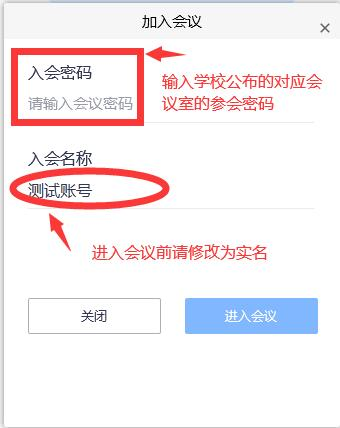 加入会议
入会密码
请输入会议密码
输入学校公布的对应会
议室的参会密码
入会名称
测试账号
进入会议前请修改为实名
关闭
进入会议